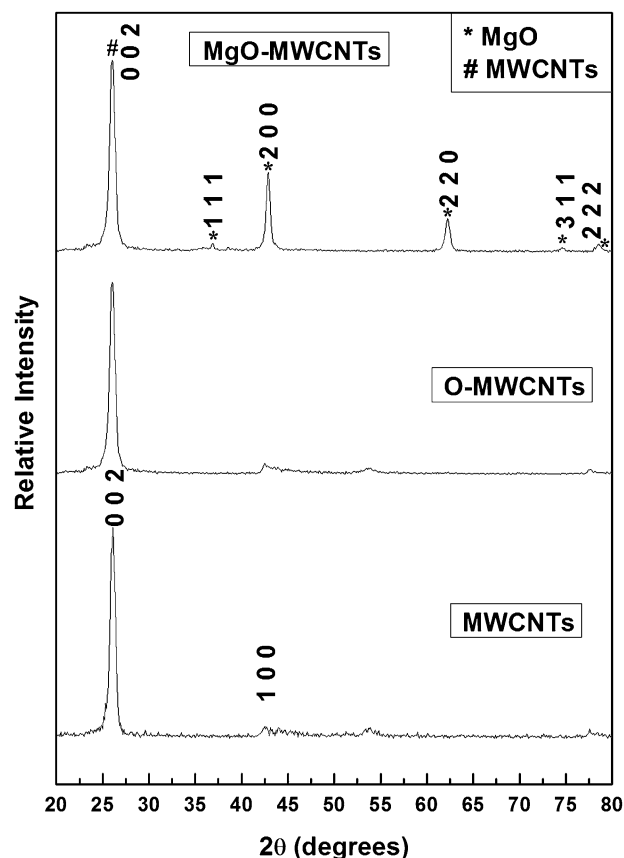 MgO-MWCNTs
* MgO
# MWCNTs
#
0 0 2
*1 1 1
*2 0 0
*2 2 0
*3 1 1
2 2 2
*
O-MWCNTs
0 0 2
MWCNTs
1 0 0
Relative Intensity
20 25 30 35 40 45 50 55 60 65 70 75 80
2θ (degrees)